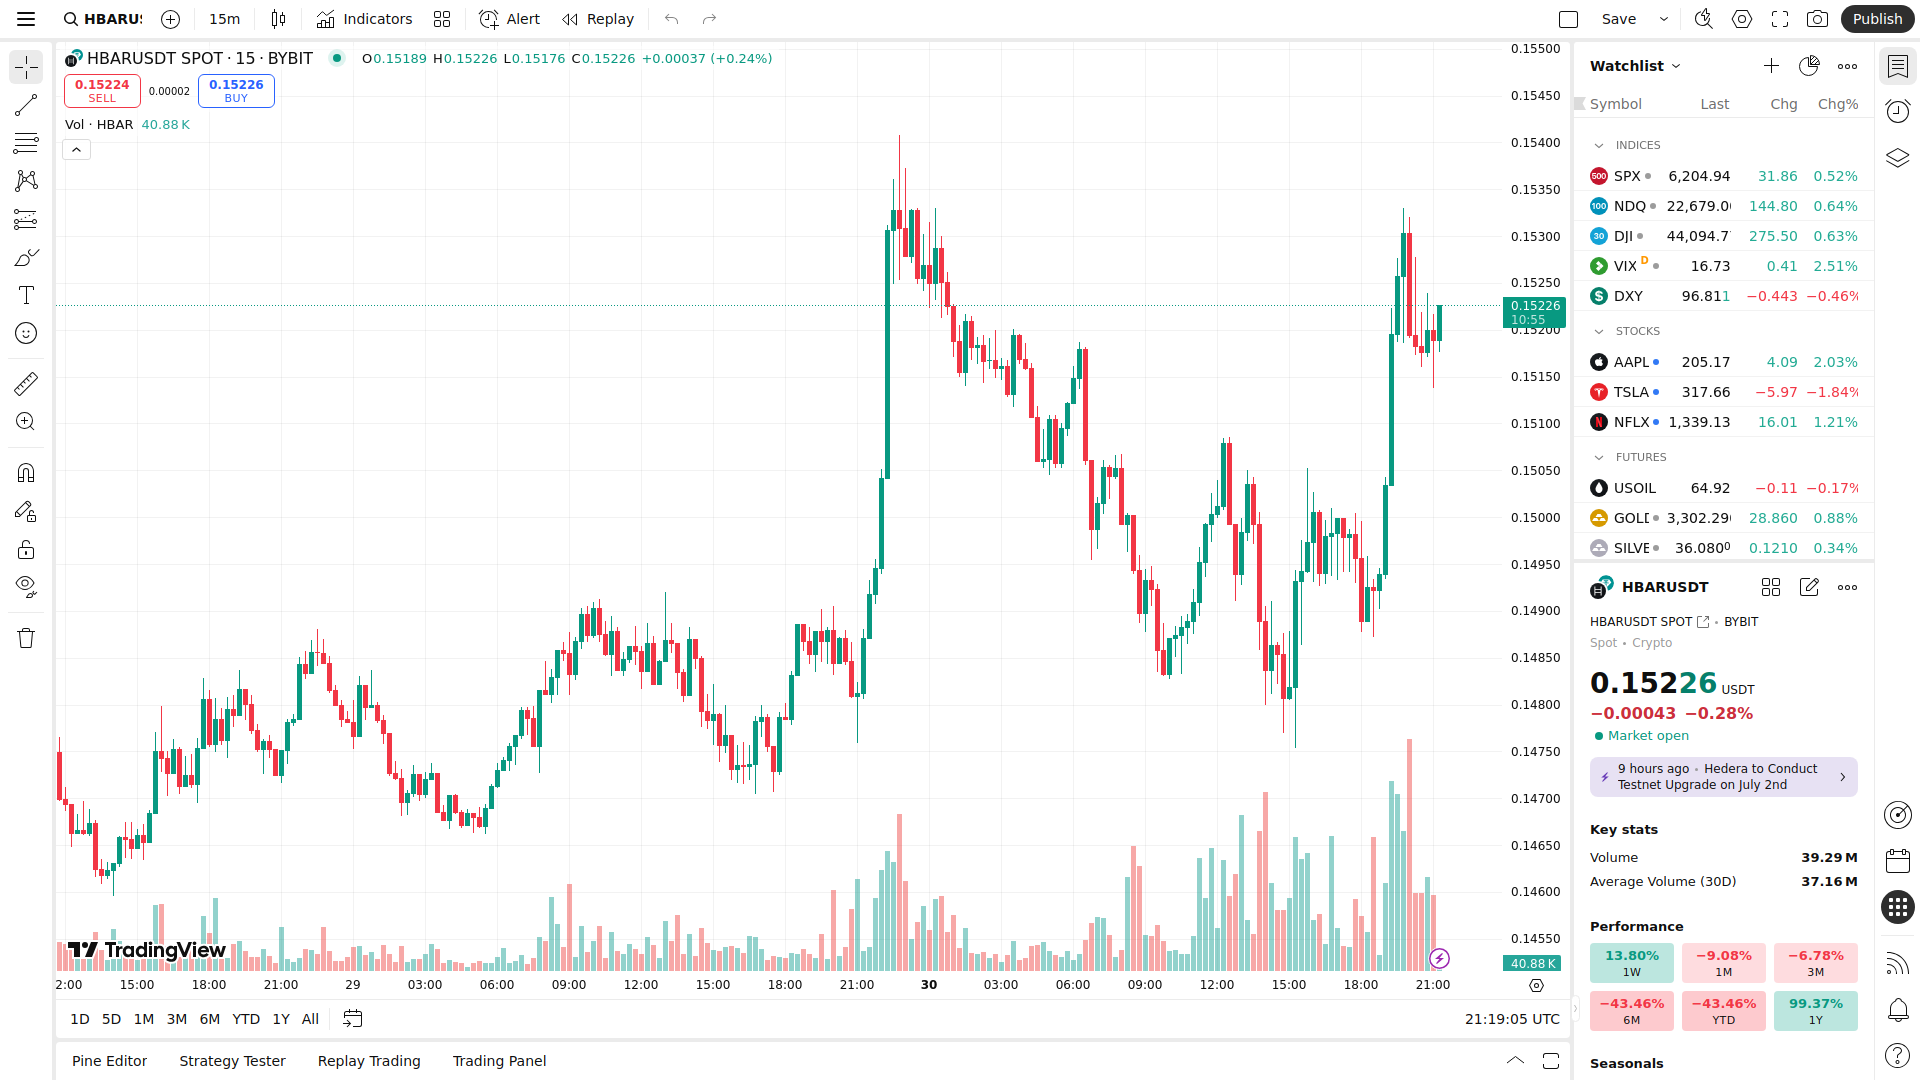 HBARUS 15m Indicators Alert Replay Save Publish
HBARUSDT SPOT · 15 · BYBIT O0.15189 H0.15226 L0.15176 C0.15226 +0.00037 (+0.24%)
0.15224 SELL 0.00002 0.15226 BUY
Vol · HBAR 40.88 K
0.15500
0.15450
0.15400
0.15350
0.15300
0.15250
0.15226
10:55
0.15200
0.15150
0.15100
0.15050
0.15000
0.14950
0.14900
0.14850
0.14800
0.14750
0.14700
0.14650
0.14600
0.14550
40.88 K
TradingView
2:00 15:00 18:00 21:00 29 03:00 06:00 09:00 12:00 15:00 18:00 21:00 30 03:00 06:00 09:00 12:00 15:00 18:00 21:00
1D 5D 1M 3M 6M YTD 1Y All 21:19:05 UTC
Pine Editor Strategy Tester Replay Trading Trading Panel
Watchlist
Symbol Last Chg Chg%
INDICES
500 SPX 6,204.94 31.86 0.52%
100 NDQ 22,679.0 144.80 0.64%
30 DJI 44,094.7 275.50 0.63%
VIX D 16.73 0.41 2.51%
$ DXY 96.811 −0.443 −0.46%
STOCKS
AAPL 205.17 4.09 2.03%
TSLA 317.66 −5.97 −1.84%
N NFLX 1,339.13 16.01 1.21%
FUTURES
USOIL 64.92 −0.11 −0.17%
GOLD 3,302.29 28.860 0.88%
SILVE 36.0800 0.1210 0.34%
HBARUSDT
HBARUSDT SPOT • BYBIT
Spot • Crypto
0.15226 USDT
−0.00043 −0.28%
Market open
9 hours ago • Hedera to Conduct
Testnet Upgrade on July 2nd
Key stats
Volume 39.29 M
Average Volume (30D) 37.16 M
Performance
13.80% −9.08% −6.78%
1W 1M 3M
−43.46% −43.46% 99.37%
6M YTD 1Y
Seasonals